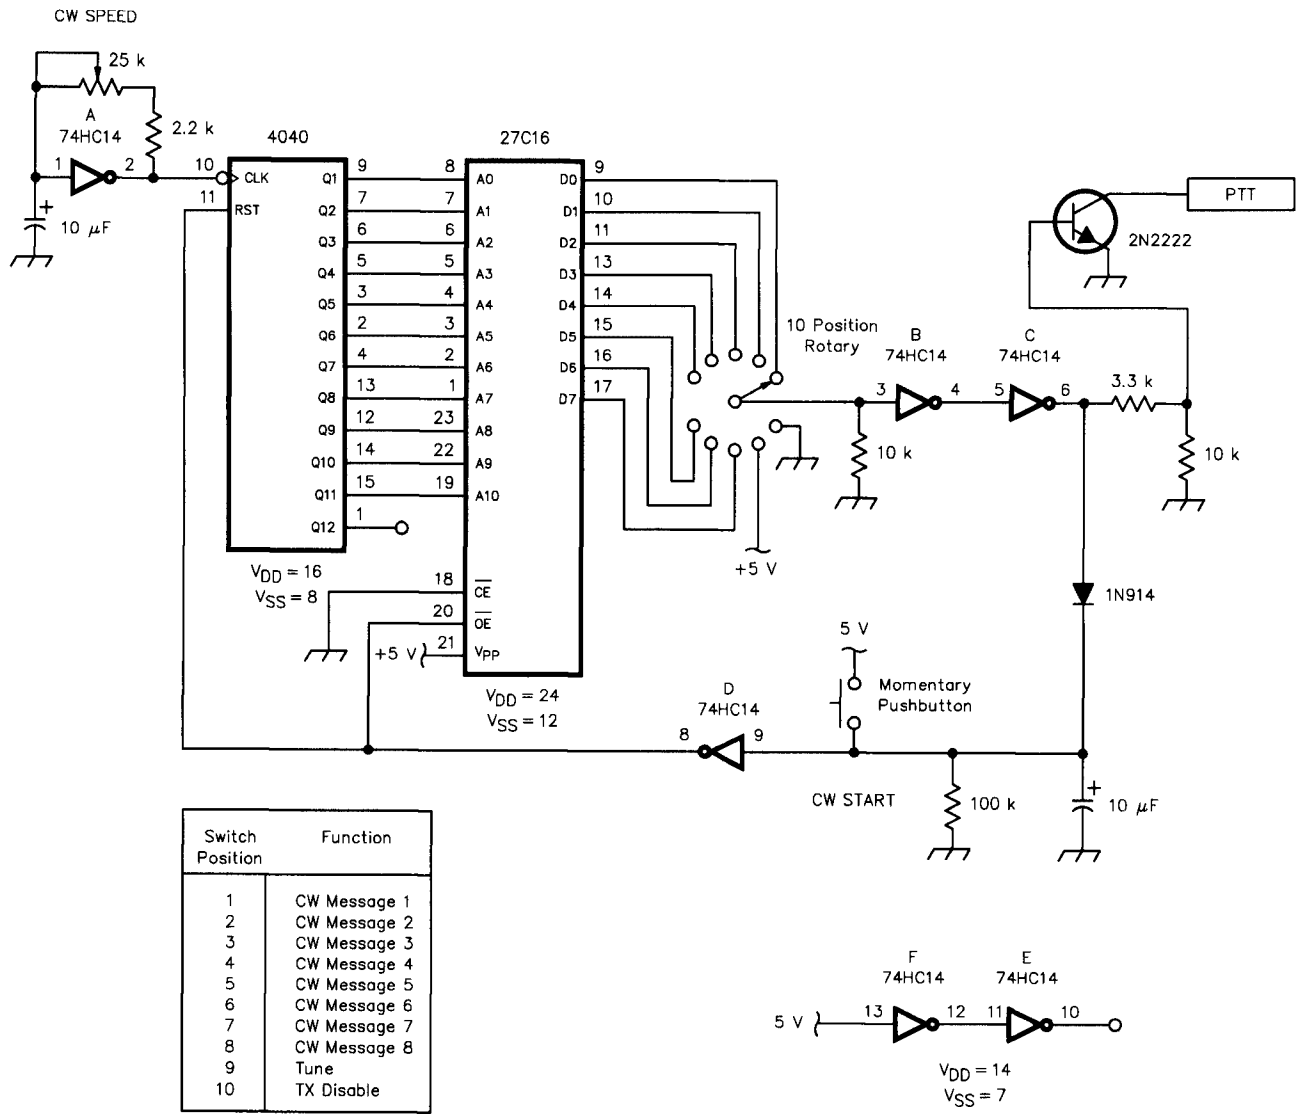 CW SPEED
25 k
A
74HC14
2.2 k
1
2
10 µF
+
4040
10
CLK
11
RST
Q1 9
Q2 7
Q3 6
Q4 5
Q5 3
Q6 2
Q7 4
Q8 13
Q9 12
Q10 14
Q11 15
Q12 1
VDD = 16
VSS = 8
27C16
8 A0
7 A1
6 A2
5 A3
4 A4
3 A5
2 A6
1 A7
23 A8
22 A9
19 A10
18 CE
20 OE
+5 V
21 VPP
D0 9
D1 10
D2 11
D3 13
D4 14
D5 15
D6 16
D7 17
VDD = 24
VSS = 12
10 Position
Rotary
+5 V
10 k
B
74HC14
3
4
C
74HC14
5
6
3.3 k
10 k
2N2222
PTT
1N914
5 V
Momentary
Pushbutton
D
74HC14
8
9
CW START
100 k
+
10 µF
Switch Position
Function
1 CW Message 1
2 CW Message 2
3 CW Message 3
4 CW Message 4
5 CW Message 5
6 CW Message 6
7 CW Message 7
8 CW Message 8
9 Tune
10 TX Disable
F
74HC14
E
74HC14
5 V
13
12
11
10
VDD = 14
VSS = 7